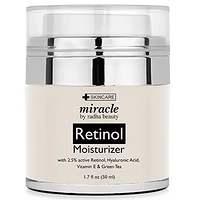 + SKINCARE
miracle
by radha beauty
Retinol
Moisturizer
with 2.5% active Retinol, Hyaluronic Acid,
Vitamin E & Green Tea
1.7 fl oz (50 ml)